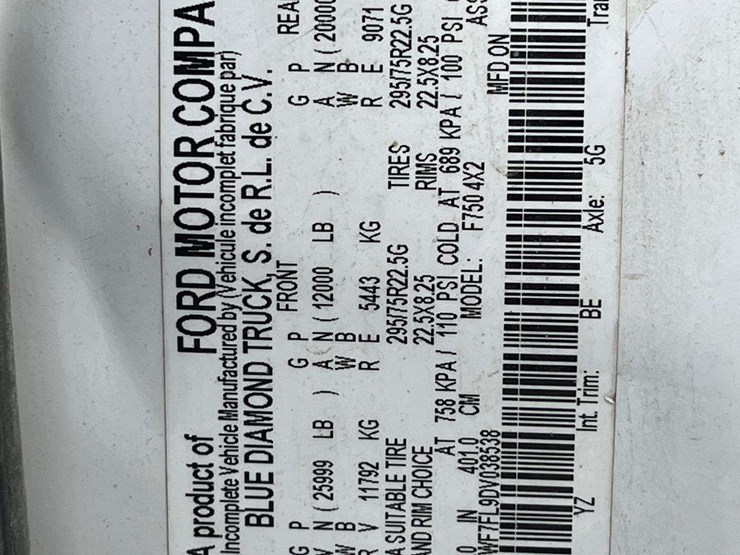 A product of FORD MOTOR COMPA
Incomplete Vehicle Manufactured by (Vehicule incomplet fabrique par)
BLUE DIAMOND TRUCK, S. de R.L. de C.V.
FRONT REA
G P G P G P
V N ( 25999 LB ) A N ( 12000 LB ) A N ( 20000
W B W B W B
R V 11792 KG R E 5443 KG R E 9071
A SUITABLE TIRE 295/75R22.5G TIRES 295/75R22.5G
AND RIM CHOICE 22.5X8.25 RIMS 22.5X8.25
AT 758 KPA / 110 PSI COLD AT 689 KPA / 100 PSI
0 IN 401.0 CM MODEL: F750 4X2 ASS
WF7FL9DV038538 MFD ON
YZ Int. Trim: BE Axle: 5G Tra